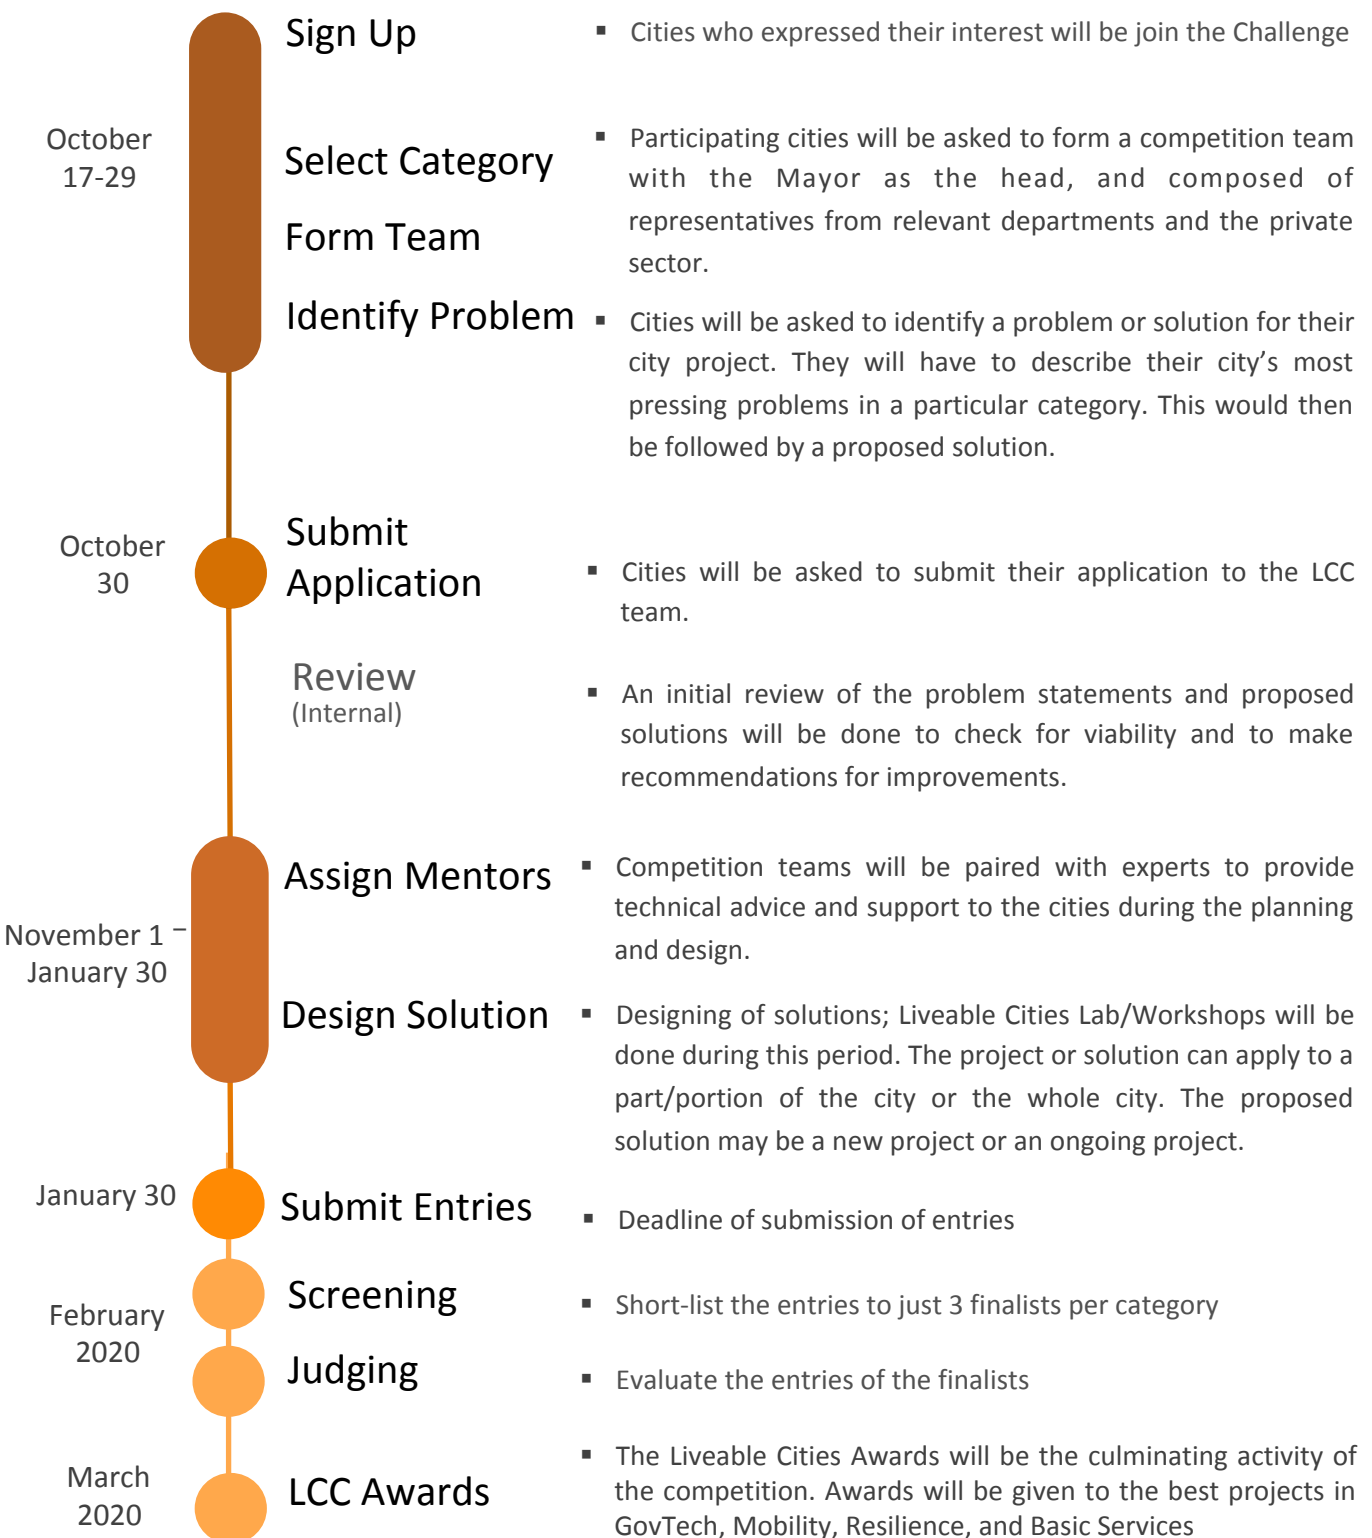 Sign Up
▪ Cities who expressed their interest will be join the Challenge
October
17-29
Select Category
Form Team
▪ Participating cities will be asked to form a competition team
with the Mayor as the head, and composed of
representatives from relevant departments and the private
sector.
Identify Problem
▪ Cities will be asked to identify a problem or solution for their
city project. They will have to describe their city’s most
pressing problems in a particular category. This would then
be followed by a proposed solution.
October
30
Submit
Application
▪ Cities will be asked to submit their application to the LCC
team.
Review
(Internal)
▪ An initial review of the problem statements and proposed
solutions will be done to check for viability and to make
recommendations for improvements.
November 1 –
January 30
Assign Mentors
▪ Competition teams will be paired with experts to provide
technical advice and support to the cities during the planning
and design.
Design Solution
▪ Designing of solutions; Liveable Cities Lab/Workshops will be
done during this period. The project or solution can apply to a
part/portion of the city or the whole city. The proposed
solution may be a new project or an ongoing project.
January 30
Submit Entries
▪ Deadline of submission of entries
February
2020
Screening
▪ Short-list the entries to just 3 finalists per category
Judging
▪ Evaluate the entries of the finalists
March
2020
LCC Awards
▪ The Liveable Cities Awards will be the culminating activity of
the competition. Awards will be given to the best projects in
GovTech, Mobility, Resilience, and Basic Services